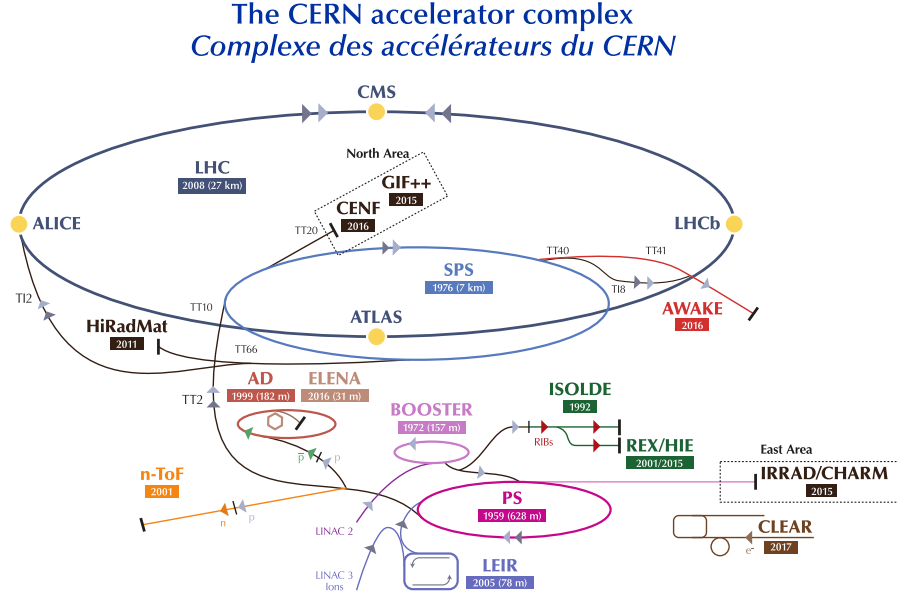 The CERN accelerator complex
Complexe des accélérateurs du CERN
CMS
North Area
LHC
2008 (27 km)
GIF++
2015
CENF
2016
ALICE
LHCb
TT20
TT40
TT41
SPS
1976 (7 km)
TI8
TI2
TT10
AWAKE
2016
ATLAS
HiRadMat
2011
TT66
AD
1999 (182 m)
ELENA
2016 (31 m)
TT2
ISOLDE
1992
BOOSTER
1972 (157 m)
RIBs
REX/HIE
2001/2015
p
p
East Area
n-ToF
2001
IRRAD/CHARM
2015
PS
1959 (628 m)
n
p
LINAC 2
CLEAR
2017
e-
LEIR
2005 (78 m)
LINAC 3
Ions